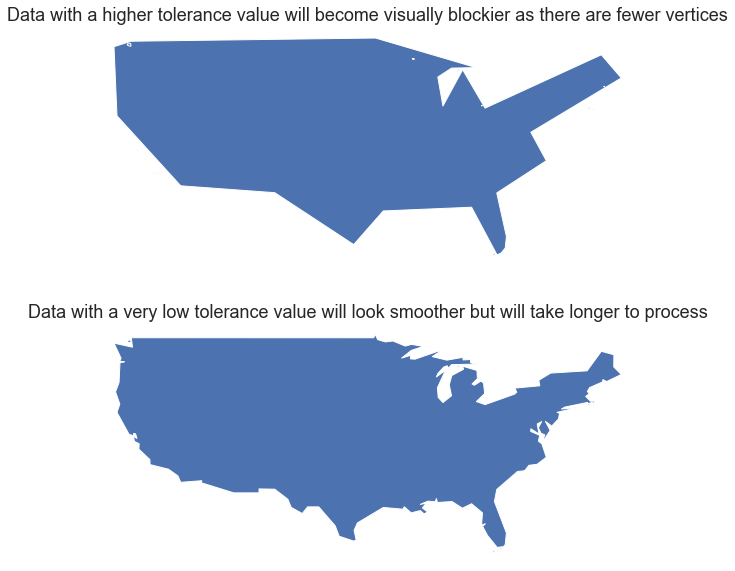 Data with a higher tolerance value will become visually blockier as there are fewer vertices
Data with a very low tolerance value will look smoother but will take longer to process